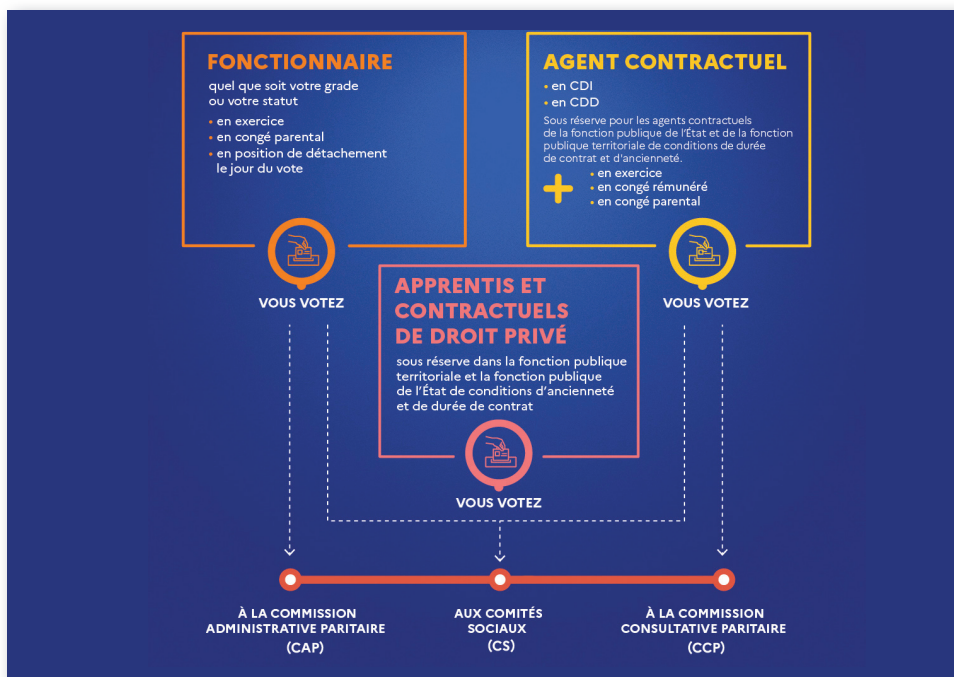 FONCTIONNAIRE
quel que soit votre grade
ou votre statut
• en exercice
• en congé parental
• en position de détachement
le jour du vote
VOUS VOTEZ
AGENT CONTRACTUEL
• en CDI
• en CDD
Sous réserve pour les agents contractuels
de la fonction publique de l'État et de la fonction
publique territoriale de conditions de durée
de contrat et d'ancienneté.
+
• en exercice
• en congé rémunéré
• en congé parental
VOUS VOTEZ
APPRENTIS ET
CONTRACTUELS
DE DROIT PRIVÉ
sous réserve dans la fonction publique
territoriale et la fonction publique
de l'État de conditions d'ancienneté
et de durée de contrat
VOUS VOTEZ
À LA COMMISSION
ADMINISTRATIVE PARITAIRE
(CAP)
AUX COMITÉS
SOCIAUX
(CS)
À LA COMMISSION
CONSULTATIVE PARITAIRE
(CCP)